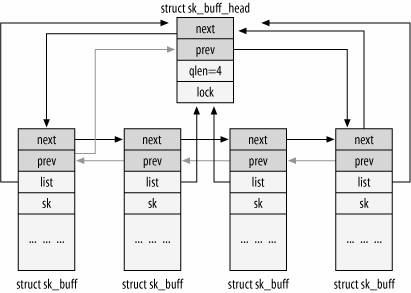 struct sk_buff_head
next
prev
qlen=4
lock
next
prev
list
sk
... ... ...
struct sk_buff
next
prev
list
sk
... ... ...
struct sk_buff
next
prev
list
sk
... ... ...
struct sk_buff
next
prev
list
sk
... ... ...
struct sk_buff